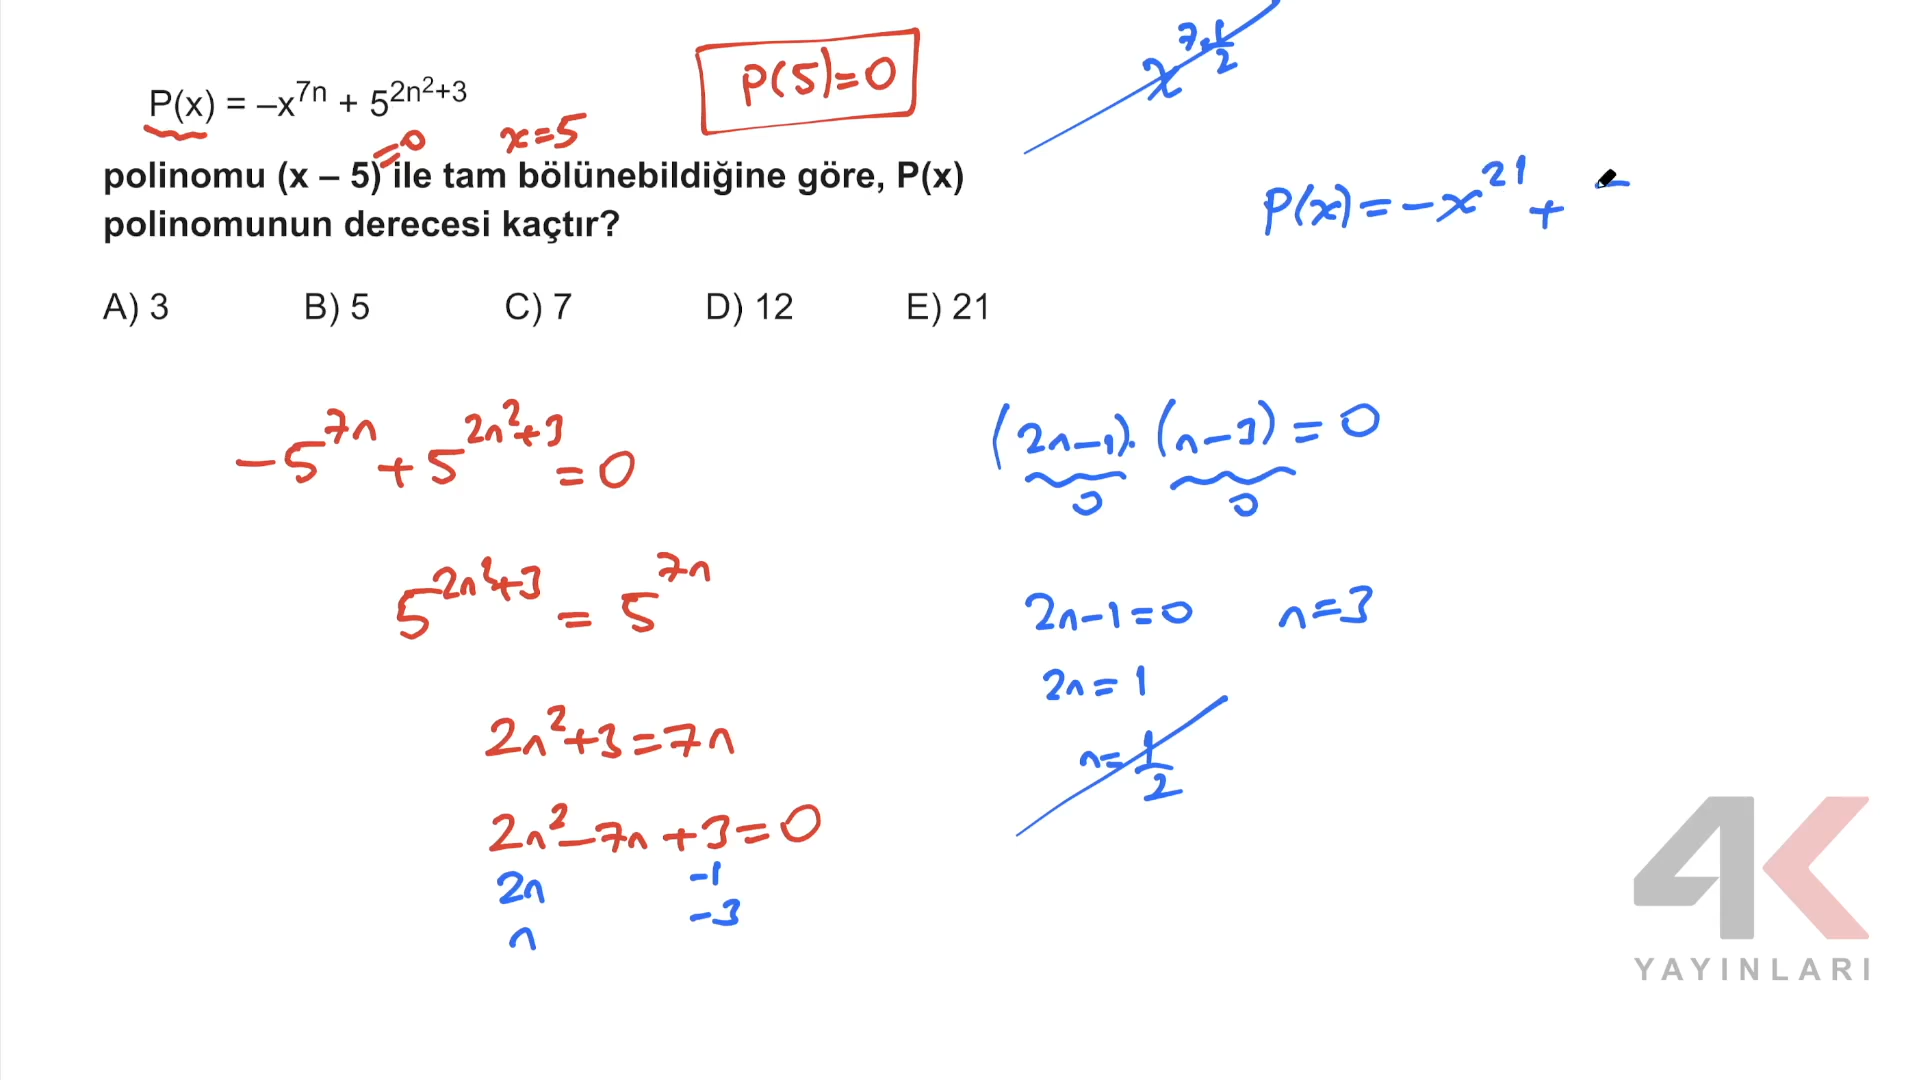 P(x) = –x^{7n} + 5^{2n²+3}
P(5)=0
=0
x=5
polinomu (x – 5) ile tam bölünebildiğine göre, P(x)
polinomunun derecesi kaçtır?
A) 3 B) 5 C) 7 D) 12 E) 21
x^{7·1/2}
P(x)=-x^{21}+
-5^{7n}+5^{2n²+3}=0
5^{2n²+3}=5^{7n}
2n²+3=7n
2n²-7n+3=0
2n -1
n -3
(2n-1)·(n-3)=0
0 0
2n-1=0 n=3
2n=1
n=1/2
4K
YAYINLARI